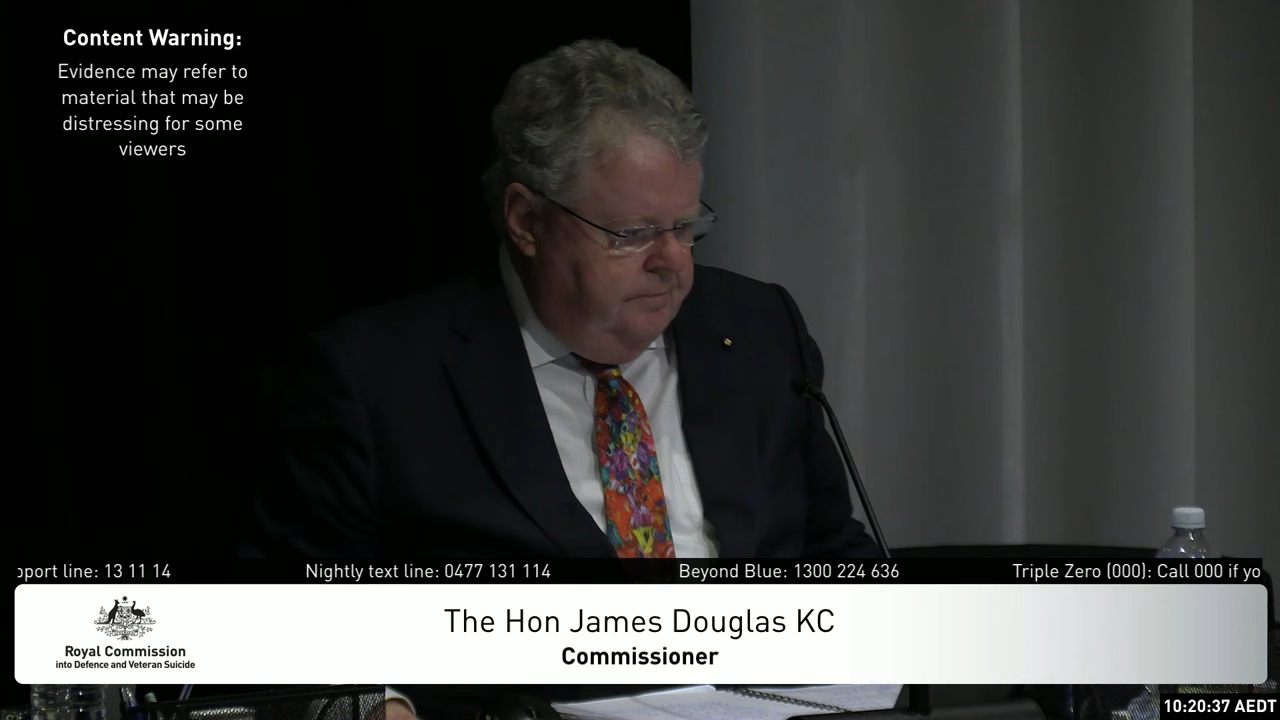 Content Warning:
Evidence may refer to
material that may be
distressing for some
viewers
line: 13 11 14
Nightly text line: 0477 131 114
Beyond Blue: 1300 224 636
Triple Zero (000): Call 000 if yo
The Hon James Douglas KC
Commissioner
Royal Commission
into Defence and Veteran Suicide
10:20:37 AEDT